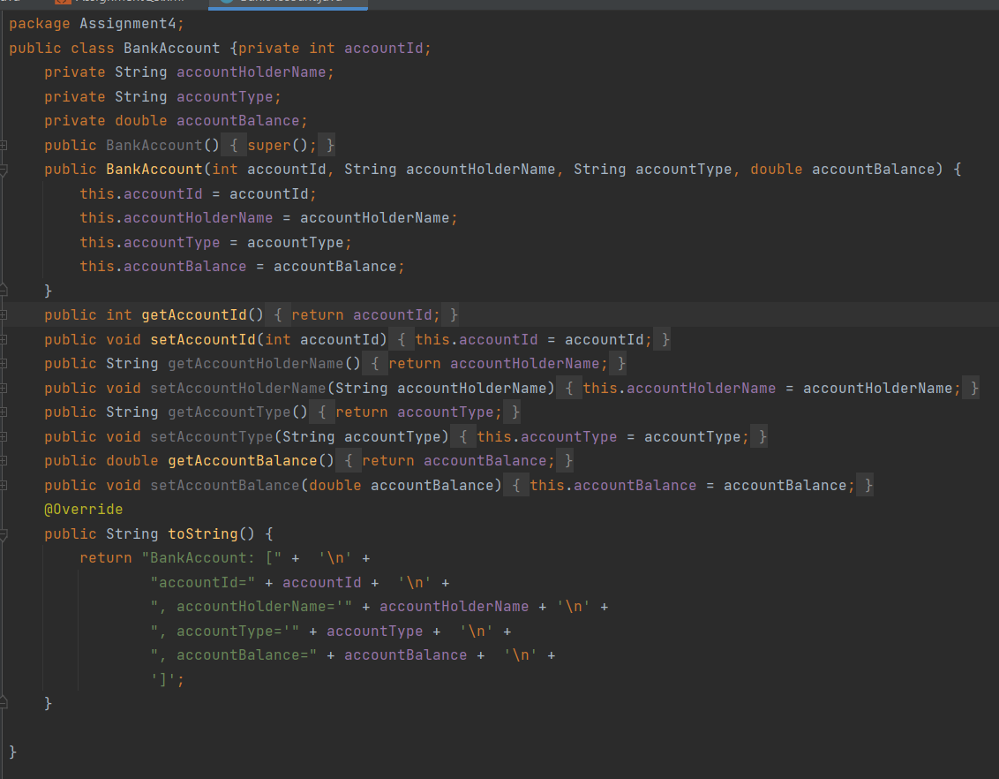 package Assignment4;
public class BankAccount {private int accountId;
    private String accountHolderName;
    private String accountType;
    private double accountBalance;
    public BankAccount() { super(); }
    public BankAccount(int accountId, String accountHolderName, String accountType, double accountBalance) {
        this.accountId = accountId;
        this.accountHolderName = accountHolderName;
        this.accountType = accountType;
        this.accountBalance = accountBalance;
    }
    public int getAccountId() { return accountId; }
    public void setAccountId(int accountId) { this.accountId = accountId; }
    public String getAccountHolderName() { return accountHolderName; }
    public void setAccountHolderName(String accountHolderName) { this.accountHolderName = accountHolderName; }
    public String getAccountType() { return accountType; }
    public void setAccountType(String accountType) { this.accountType = accountType; }
    public double getAccountBalance() { return accountBalance; }
    public void setAccountBalance(double accountBalance) { this.accountBalance = accountBalance; }
    @Override
    public String toString() {
        return "BankAccount: [" +  '\n' +
                "accountId=" + accountId +  '\n' +
                ", accountHolderName='" + accountHolderName + '\n' +
                ", accountType='" + accountType +  '\n' +
                ", accountBalance=" + accountBalance +  '\n' +
                ']';
    }
}